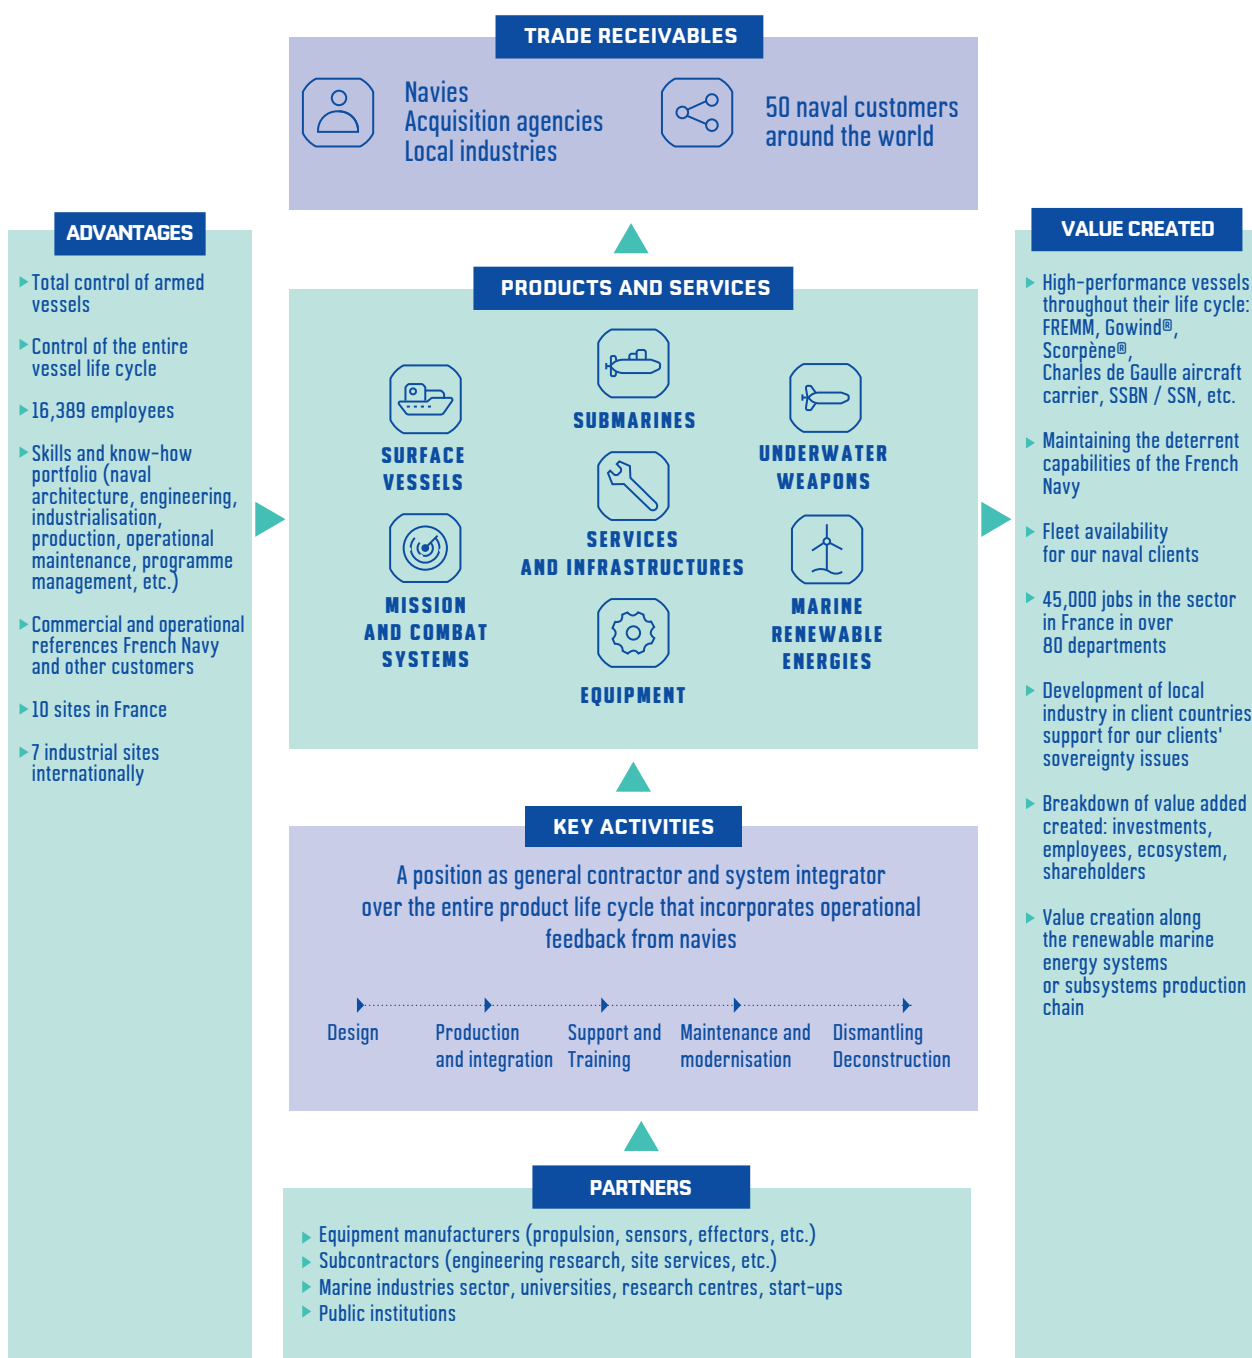 TRADE RECEIVABLES
Navies
Acquisition agencies
Local industries
50 naval customers
around the world
ADVANTAGES
Total control of armed
vessels
Control of the entire
vessel life cycle
16,389 employees
Skills and know-how
portfolio (naval
architecture, engineering,
industrialisation,
production, operational
maintenance, programme
management, etc.)
Commercial and operational
references French Navy
and other customers
10 sites in France
7 industrial sites
internationally
PRODUCTS AND SERVICES
SURFACE
VESSELS
SUBMARINES
UNDERWATER
WEAPONS
MISSION
AND COMBAT
SYSTEMS
SERVICES
AND INFRASTRUCTURES
MARINE
RENEWABLE
ENERGIES
EQUIPMENT
KEY ACTIVITIES
A position as general contractor and system integrator
over the entire product life cycle that incorporates operational
feedback from navies
Design
Production
and integration
Support and
Training
Maintenance and
modernisation
Dismantling
Deconstruction
PARTNERS
Equipment manufacturers (propulsion, sensors, effectors, etc.)
Subcontractors (engineering research, site services, etc.)
Marine industries sector, universities, research centres, start-ups
Public institutions
VALUE CREATED
High-performance vessels
throughout their life cycle:
FREMM, Gowind®,
Scorpène®,
Charles de Gaulle aircraft
carrier, SSBN / SSN, etc.
Maintaining the deterrent
capabilities of the French
Navy
Fleet availability
for our naval clients
45,000 jobs in the sector
in France in over
80 departments
Development of local
industry in client countries
support for our clients'
sovereignty issues
Breakdown of value added
created: investments,
employees, ecosystem,
shareholders
Value creation along
the renewable marine
energy systems
or subsystems production
chain